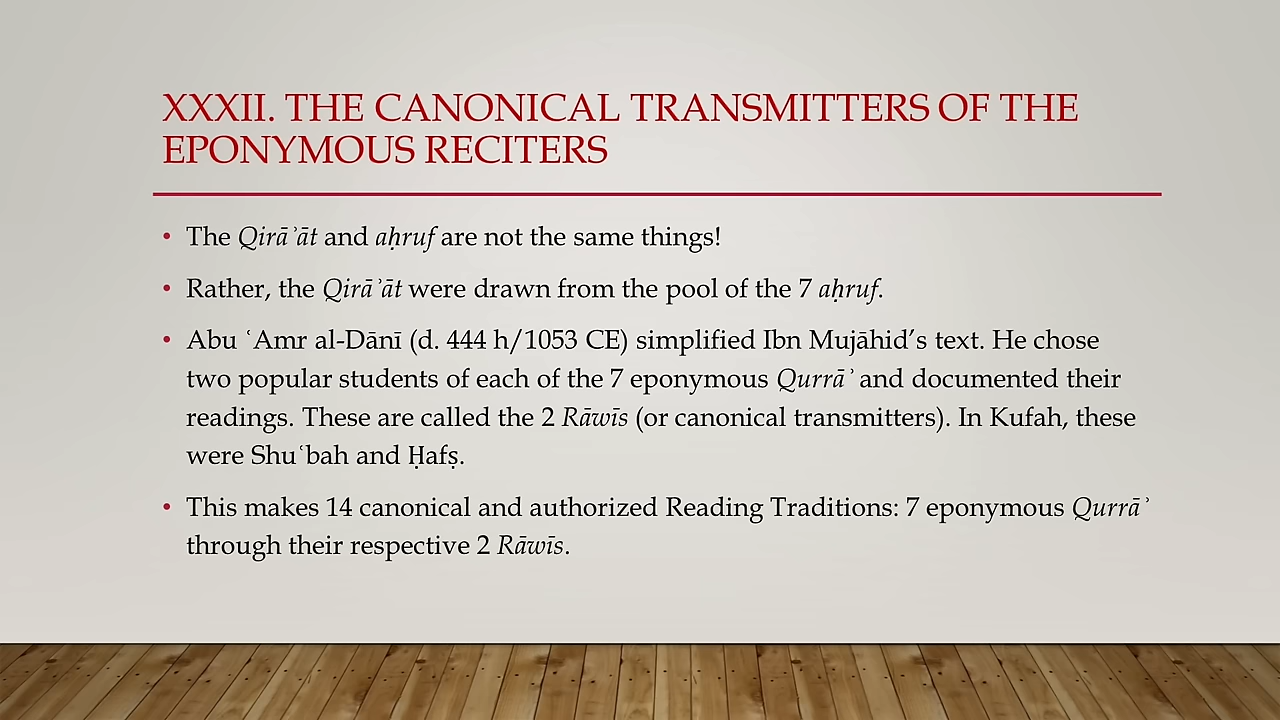 XXXII. THE CANONICAL TRANSMITTERS OF THE
EPONYMOUS RECITERS
• The Qirāʾāt and aḥruf are not the same things!
• Rather, the Qirāʾāt were drawn from the pool of the 7 aḥruf.
• Abu ʿAmr al-Dānī (d. 444 h/1053 CE) simplified Ibn Mujāhid’s text. He chose
two popular students of each of the 7 eponymous Qurrāʾ and documented their
readings. These are called the 2 Rāwīs (or canonical transmitters). In Kufah, these
were Shuʿbah and Ḥafṣ.
• This makes 14 canonical and authorized Reading Traditions: 7 eponymous Qurrāʾ
through their respective 2 Rāwīs.